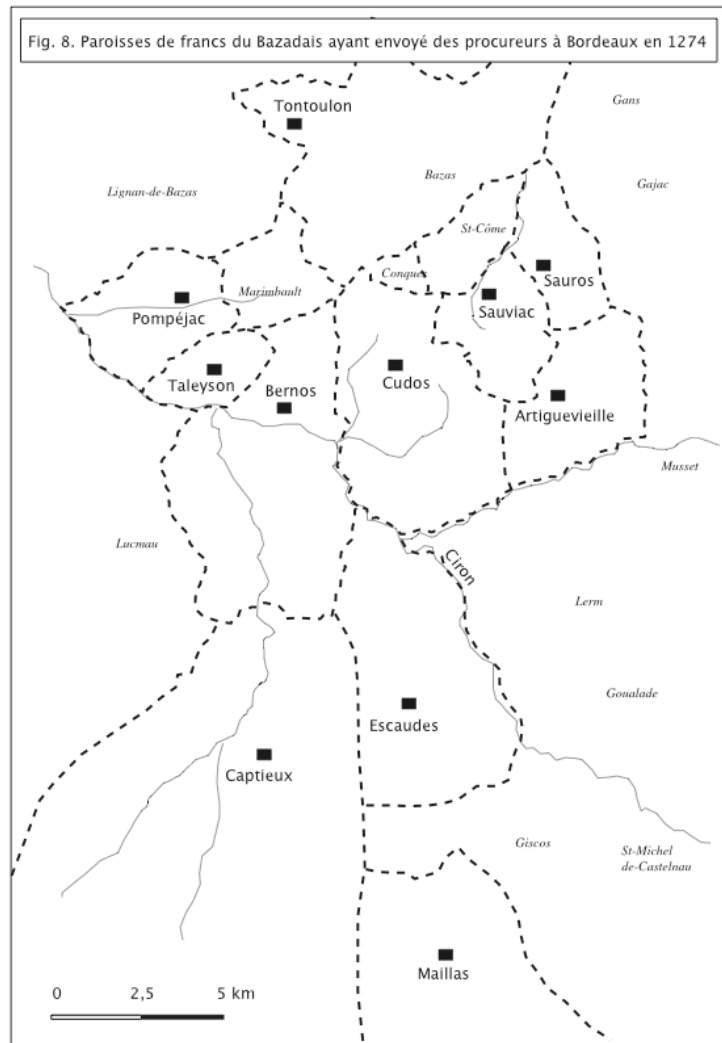 Fig. 8. Paroisses de francs du Bazadais ayant envoyé des procureurs à Bordeaux en 1274
Tontoulon
Gans
Bazas
Lignan-de-Bazas
Gajac
St-Côme
Sauros
Conques
Marimbault
Sauviac
Pompéjac
Taleyson
Bernos
Cudos
Artiguevieille
Musset
Lucmau
Ciron
Lerm
Goualade
Escaudes
Captieux
Giscos
St-Michel
de-Castelnau
Maillas
0 2,5 5 km